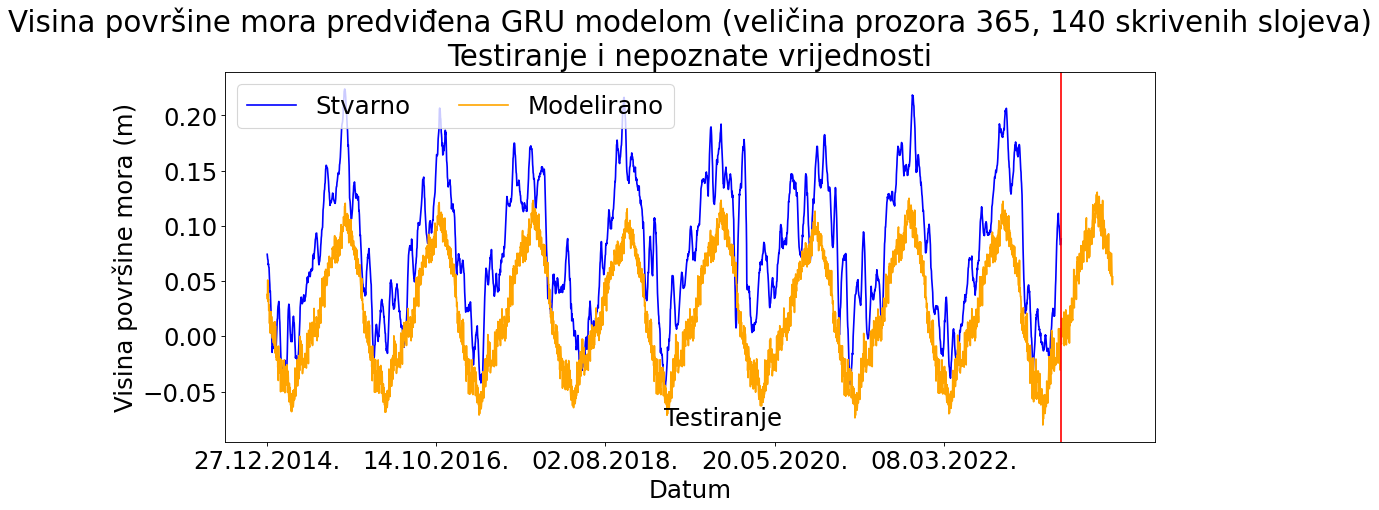 Visina površine mora predviđena GRU modelom (veličina prozora 365, 140 skrivenih slojeva)
Testiranje i nepoznate vrijednosti
Stvarno Modelirano
Visina površine mora (m)
0.20
0.15
0.10
0.05
0.00
−0.05
Testiranje
27.12.2014. 14.10.2016. 02.08.2018. 20.05.2020. 08.03.2022.
Datum